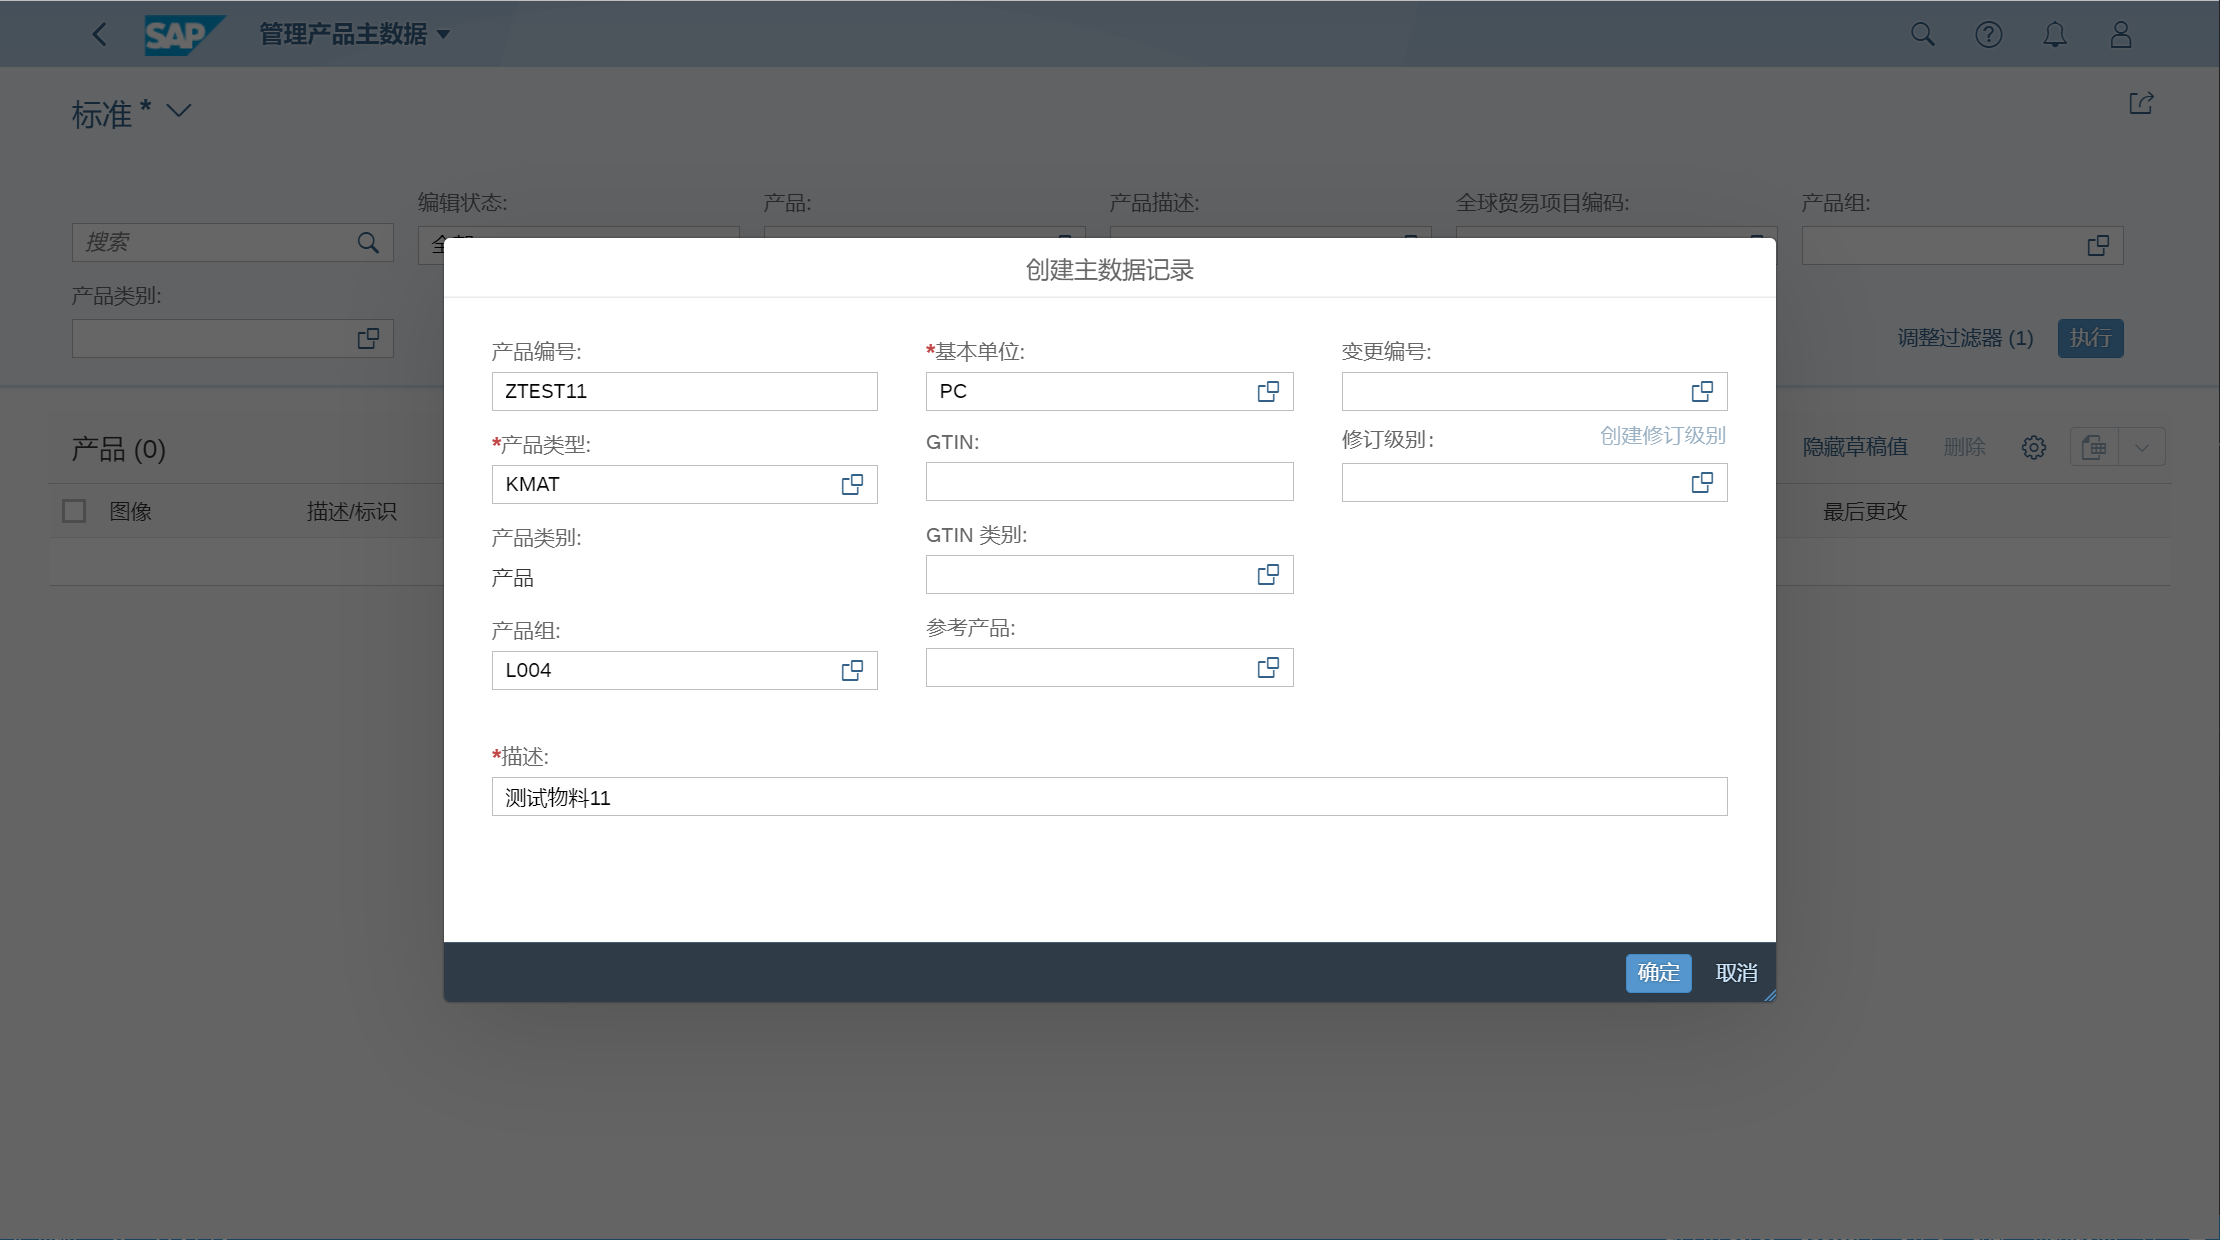 SAP 管理产品主数据
标准 *
编辑状态: 产品: 产品描述: 全球贸易项目编码: 产品组:
搜索
产品类别:
调整过滤器 (1) 执行
产品 (0) 隐藏草稿值 删除
图像 描述/标识 最后更改
创建主数据记录
产品编号: *基本单位: 变更编号:
ZTEST11 PC
*产品类型: GTIN: 修订级别: 创建修订级别
KMAT
产品类别: GTIN 类别:
产品
产品组: 参考产品:
L004
*描述:
测试物料11
确定 取消